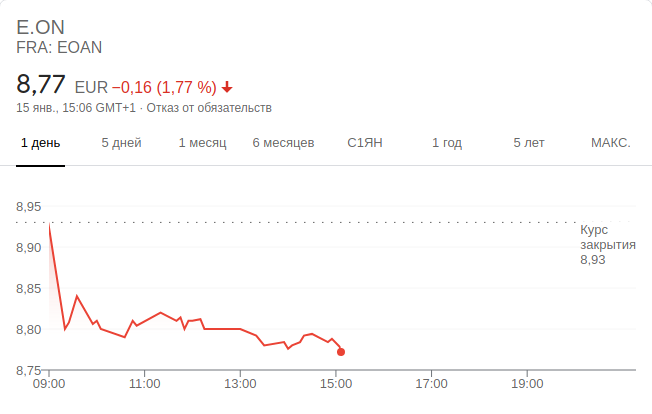 E.ON
FRA: EOAN
8,77 EUR −0,16 (1,77 %)
15 янв., 15:06 GMT+1 · Отказ от обязательств
1 день 5 дней 1 месяц 6 месяцев С1ЯН 1 год 5 лет МАКС.
8,95
Курс
закрытия
8,93
8,90
8,85
8,80
8,75
09:00 11:00 13:00 15:00 17:00 19:00